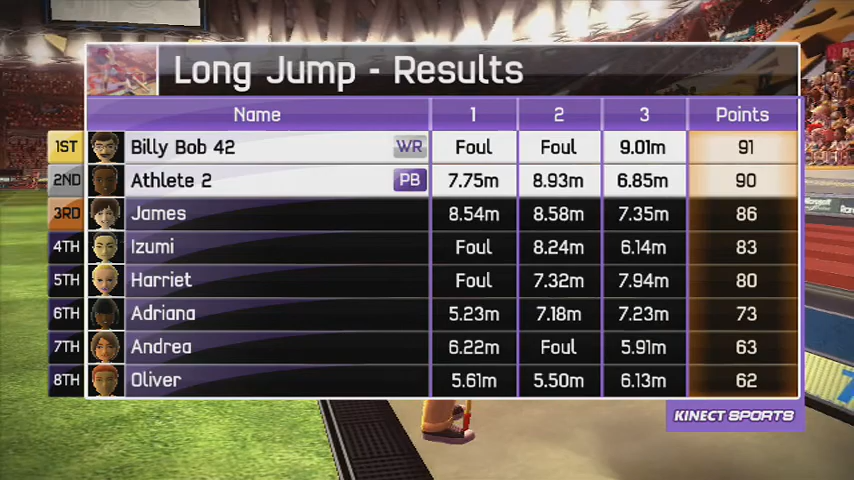 Long Jump - Results
Name 1 2 3 Points
1ST Billy Bob 42 WR Foul Foul 9.01m 91
2ND Athlete 2 PB 7.75m 8.93m 6.85m 90
3RD James 8.54m 8.58m 7.35m 86
4TH Izumi Foul 8.24m 6.14m 83
5TH Harriet Foul 7.32m 7.94m 80
6TH Adriana 5.23m 7.18m 7.23m 73
7TH Andrea 6.22m Foul 5.91m 63
8TH Oliver 5.61m 5.50m 6.13m 62
KINECT SPORTS